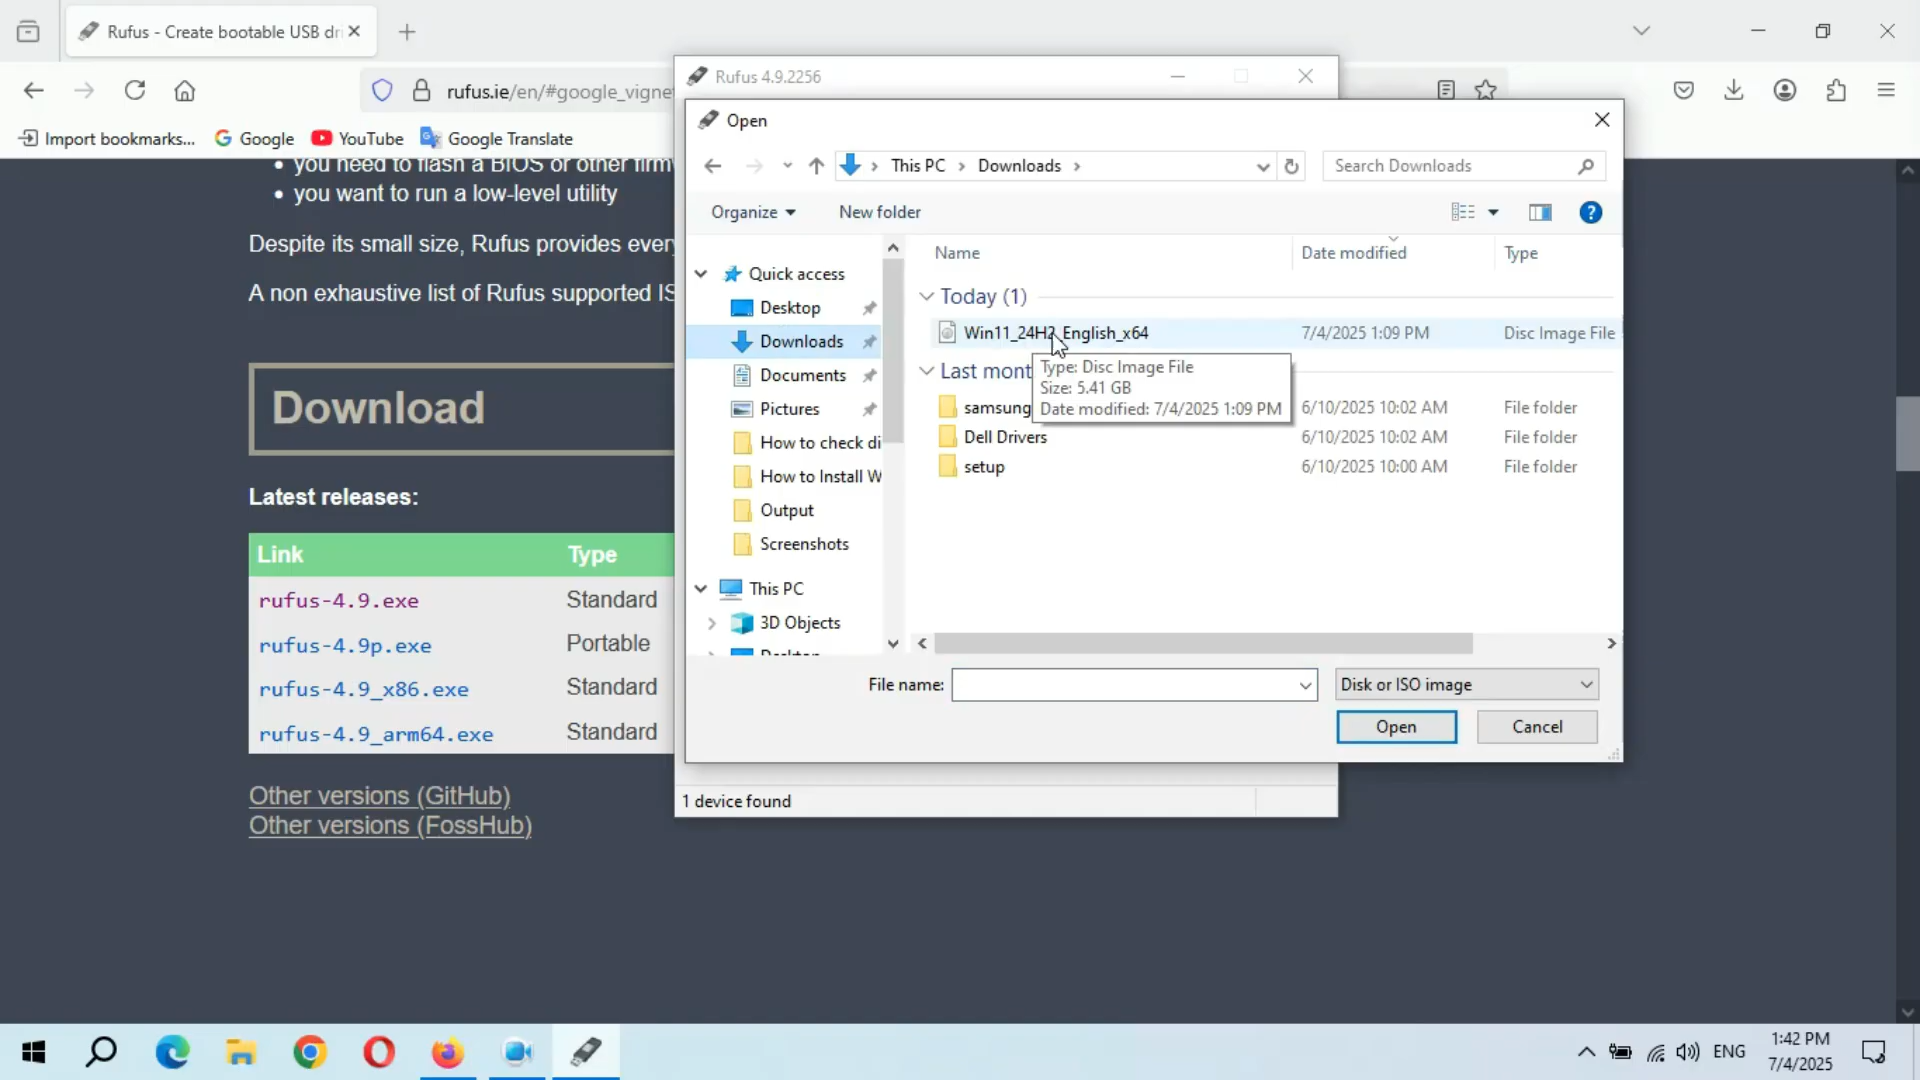 Rufus - Create bootable USB dri
rufus.ie/en/#google_vignet
Import bookmarks...
Google
YouTube
Google Translate
you need to flash a BIOS or other firmw
you want to run a low-level utility
Despite its small size, Rufus provides every
A non exhaustive list of Rufus supported IS
Download
Latest releases:
Link Type
rufus-4.9.exe Standard
rufus-4.9p.exe Portable
rufus-4.9_x86.exe Standard
rufus-4.9_arm64.exe Standard
Other versions (GitHub)
Other versions (FossHub)
Rufus 4.9.2256
Open
This PC
Downloads
Search Downloads
Organize
New folder
?
Quick access
Desktop
Downloads
Documents
Pictures
How to check di
How to Install W
Output
Screenshots
This PC
3D Objects
Desktop
Name Date modified Type
Today (1)
Win11_24H2_English_x64 7/4/2025 1:09 PM Disc Image File
Last mont
Type: Disc Image File
Size: 5.41 GB
Date modified: 7/4/2025 1:09 PM
samsung 6/10/2025 10:02 AM File folder
Dell Drivers 6/10/2025 10:02 AM File folder
setup 6/10/2025 10:00 AM File folder
File name:
Disk or ISO image
Open
Cancel
1 device found
ENG
1:42 PM
7/4/2025